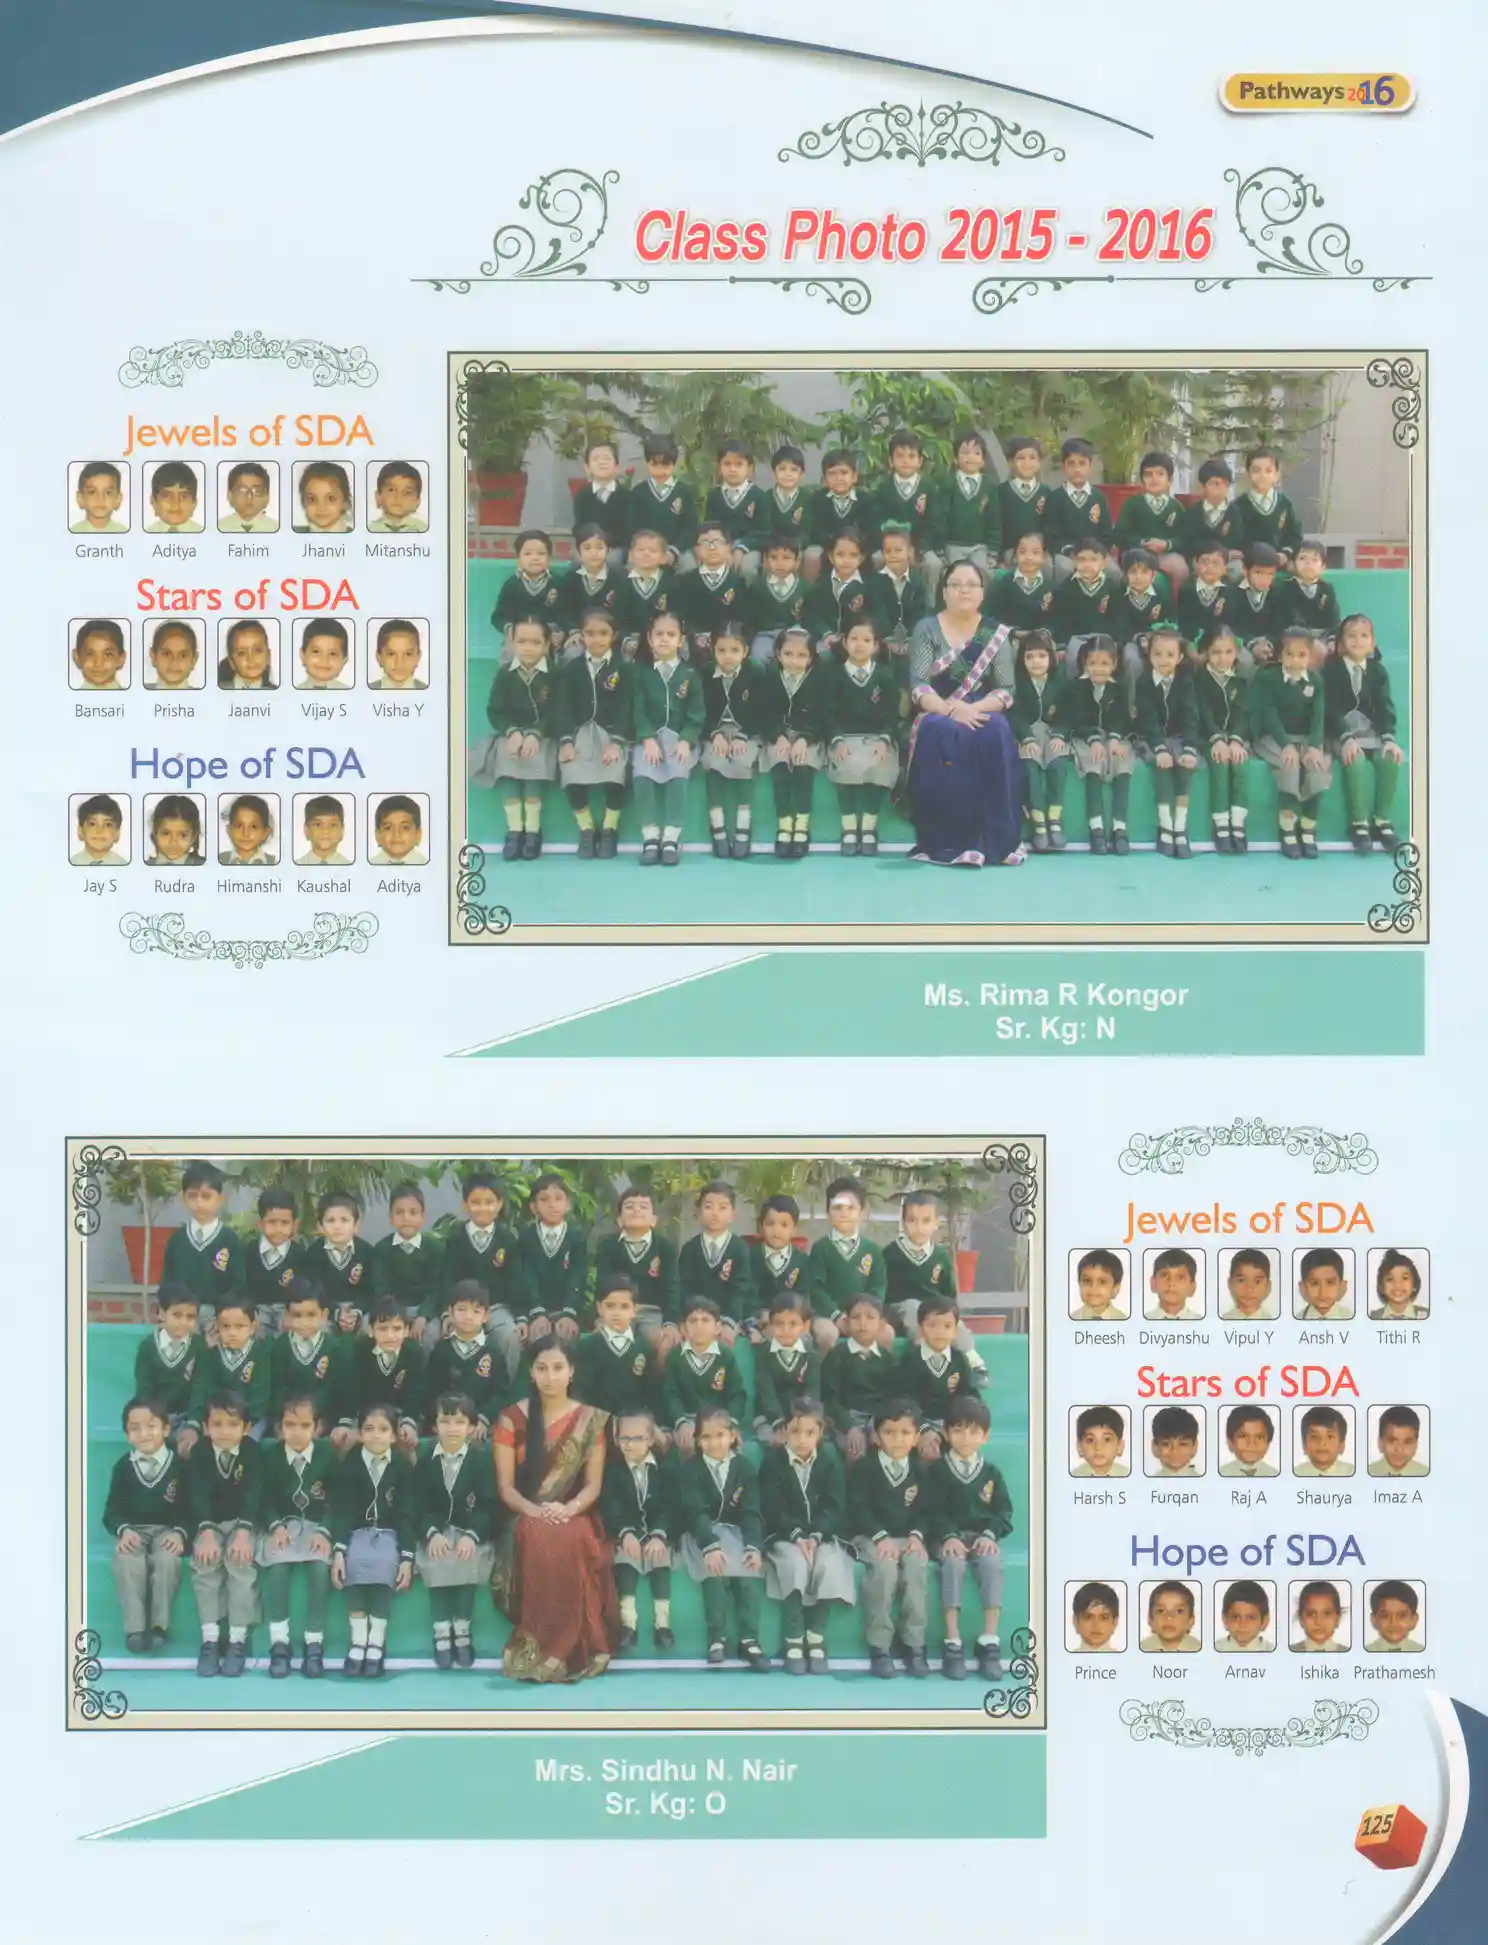 Pathways 2016
Class Photo 2015 - 2016
Jewels of SDA
Granth Aditya Fahim Jhanvi Mitanshu
Stars of SDA
Bansari Prisha Jaanvi Vijay S Visha Y
Hope of SDA
Jay S Rudra Himanshi Kaushal Aditya
Ms. Rima R Kongor
Sr. Kg: N
Jewels of SDA
Dheesh Divyanshu Vipul Y Ansh V Tithi R
Stars of SDA
Harsh S Furqan Raj A Shaurya Imaz A
Hope of SDA
Prince Noor Arnav Ishika Prathamesh
Mrs. Sindhu N. Nair
Sr. Kg: O
125